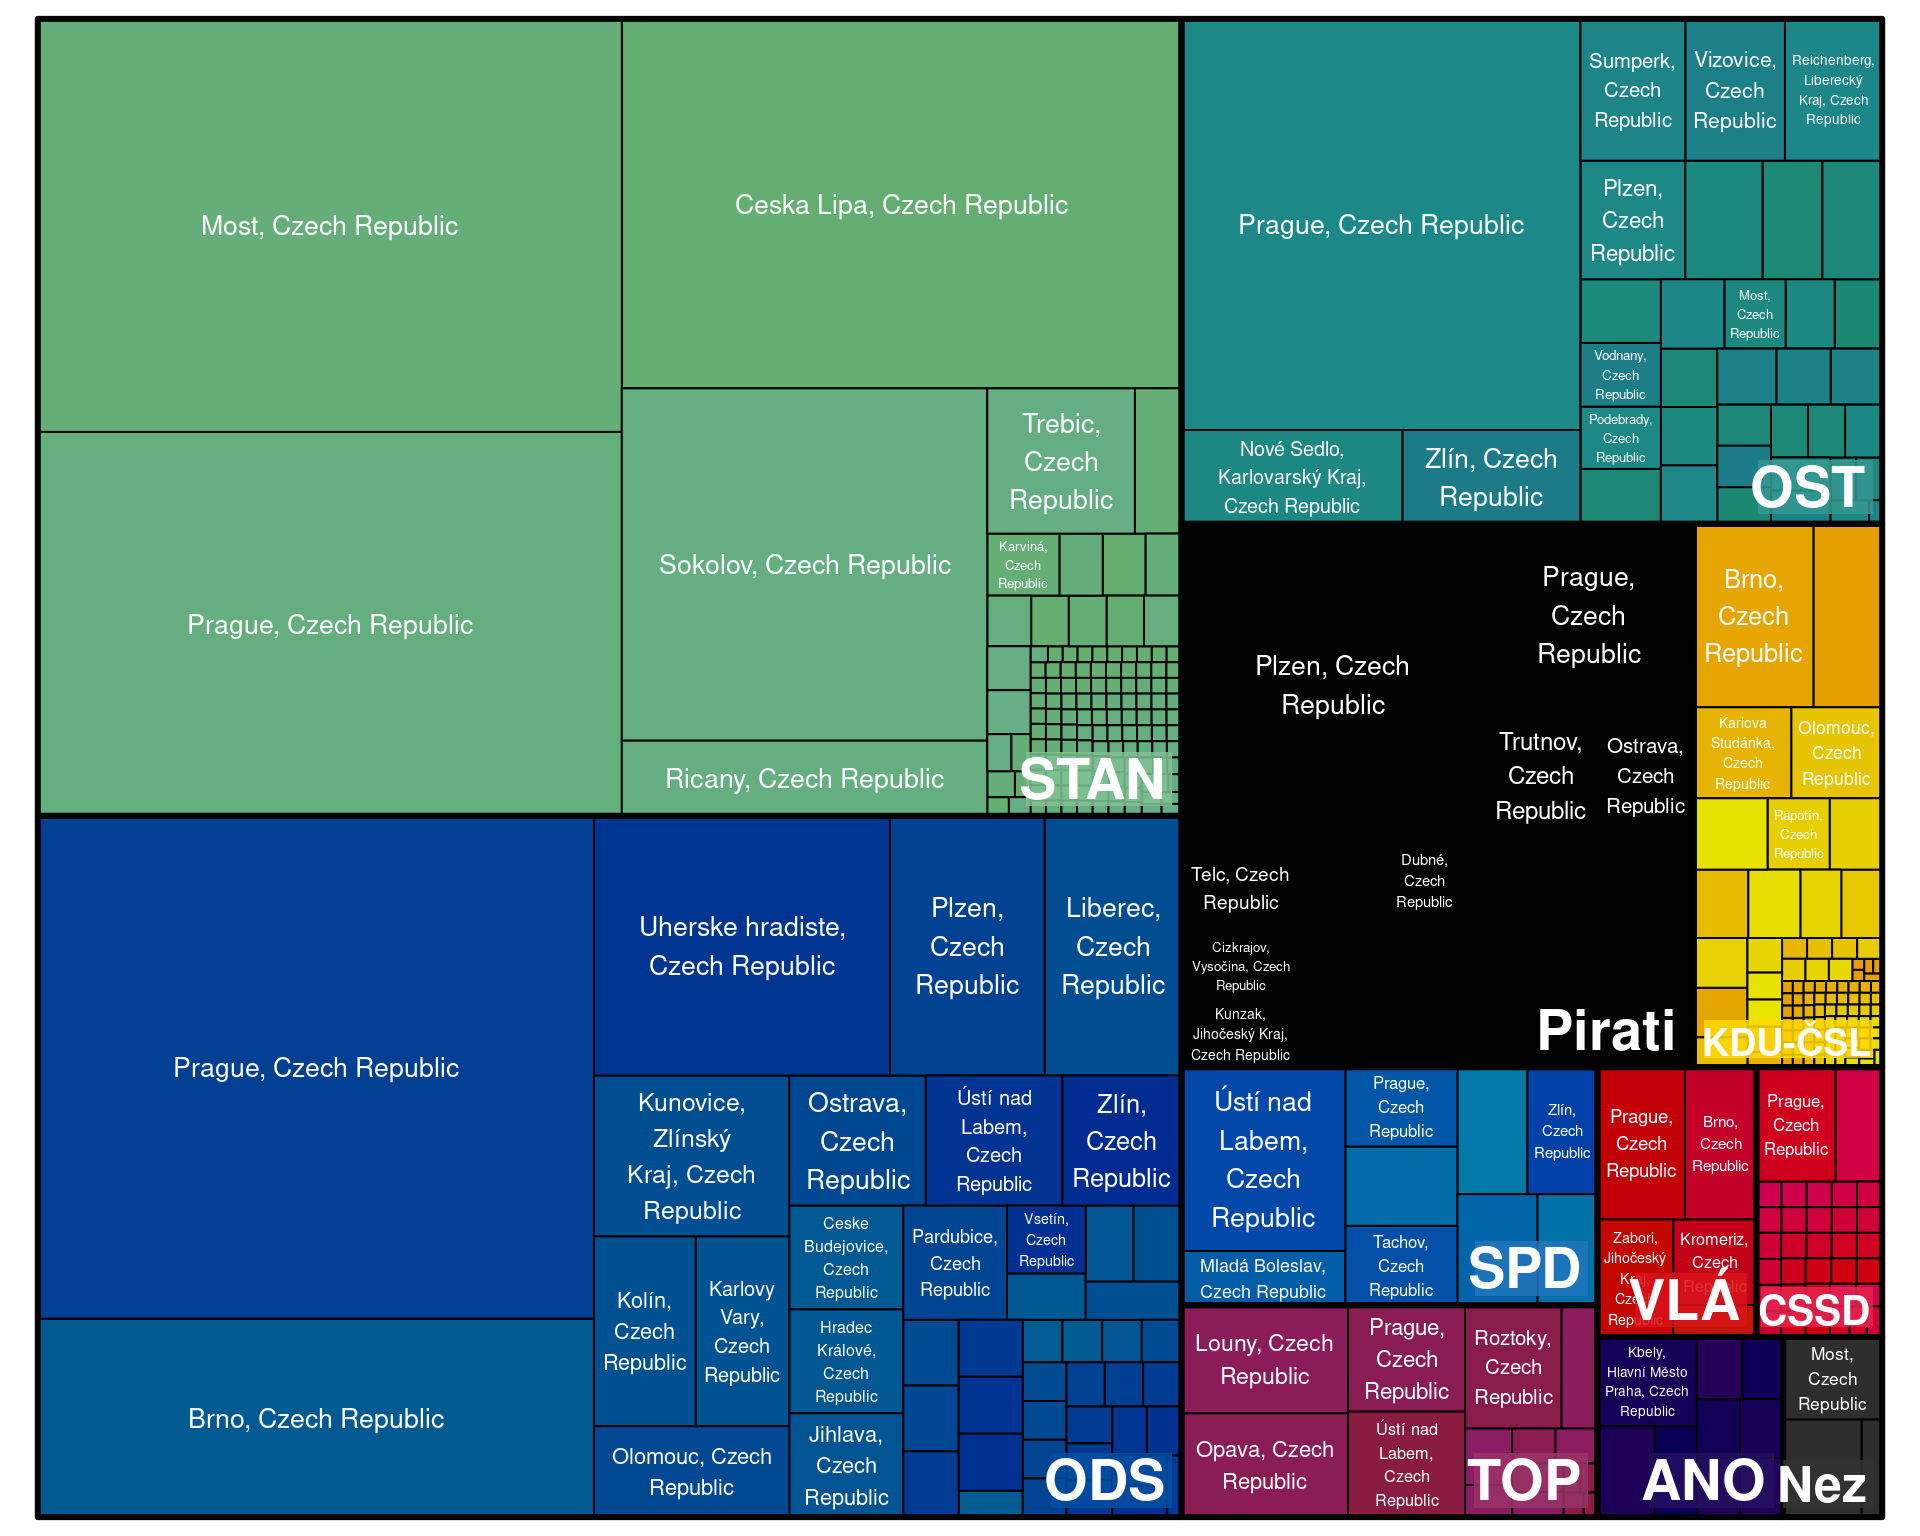 Most, Czech Republic
Prague, Czech Republic
Ceska Lipa, Czech Republic
Sokolov, Czech Republic
Ricany, Czech Republic
Trebic,
Czech
Republic
Karviná,
Czech
Republic
STAN
Prague, Czech Republic
Brno, Czech Republic
Uherske hradiste,
Czech Republic
Plzen,
Czech
Republic
Liberec,
Czech
Republic
Kunovice,
Zlínský
Kraj, Czech
Republic
Ostrava,
Czech
Republic
Ústí nad
Labem,
Czech
Republic
Zlín,
Czech
Republic
Kolín,
Czech
Republic
Karlovy
Vary,
Czech
Republic
Olomouc, Czech
Republic
Ceske
Budejovice,
Czech
Republic
Hradec
Králové,
Czech
Republic
Jihlava,
Czech
Republic
Pardubice,
Czech
Republic
Vsetín,
Czech
Republic
ODS
Prague, Czech Republic
Nové Sedlo,
Karlovarský Kraj,
Czech Republic
Zlín, Czech
Republic
Sumperk,
Czech
Republic
Vizovice,
Czech
Republic
Reichenberg,
Liberecký
Kraj, Czech
Republic
Plzen,
Czech
Republic
Most,
Czech
Republic
Vodnany,
Czech
Republic
Podebrady,
Czech
Republic
OST
Plzen, Czech
Republic
Prague,
Czech
Republic
Trutnov,
Czech
Republic
Ostrava,
Czech
Republic
Telc, Czech
Republic
Dubné,
Czech
Republic
Cizkrajov,
Vysočina, Czech
Republic
Kunzak,
Jihočeský Kraj,
Czech Republic
Pirati
Brno,
Czech
Republic
Karlova
Studánka,
Czech
Republic
Olomouc,
Czech
Republic
Rapotín,
Czech
Republic
KDU-ČSL
Ústí nad
Labem,
Czech
Republic
Mladá Boleslav,
Czech Republic
Prague,
Czech
Republic
Tachov,
Czech
Republic
Zlín,
Czech
Republic
SPD
Prague,
Czech
Republic
Brno,
Czech
Republic
Zabori,
Jihočeský
Kraj,
Czech
Republic
Kromeriz,
Czech
Republic
VLÁ
Prague,
Czech
Republic
CSSD
Louny, Czech
Republic
Opava, Czech
Republic
Prague,
Czech
Republic
Ústí nad
Labem,
Czech
Republic
Roztoky,
Czech
Republic
TOP
Kbely,
Hlavní Město
Praha, Czech
Republic
ANO
Most,
Czech
Republic
Nez